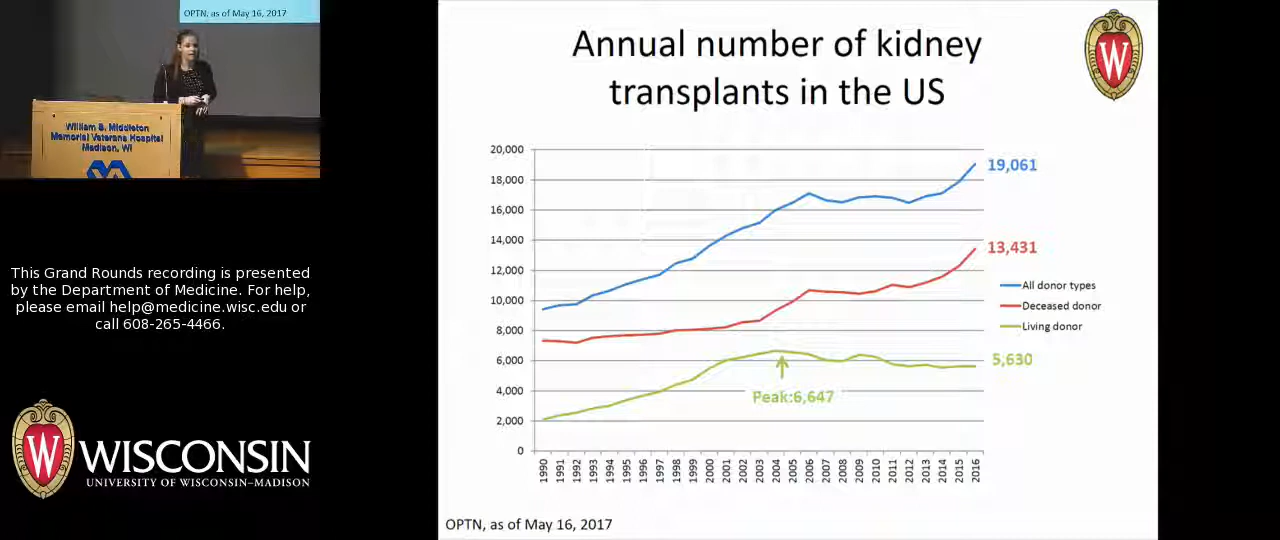 OPTN, as of May 16, 2017
William S. Middleton
Memorial Veterans Hospital
Madison, WI
This Grand Rounds recording is presented
by the Department of Medicine. For help,
please email help@medicine.wisc.edu or
call 608-265-4466.
W
WISCONSIN
UNIVERSITY OF WISCONSIN–MADISON
Annual number of kidney
transplants in the US
W
20,000
18,000
16,000
14,000
12,000
10,000
8,000
6,000
4,000
2,000
0
19,061
13,431
5,630
Peak:6,647
All donor types
Deceased donor
Living donor
1990 1991 1992 1993 1994 1995 1996 1997 1998 1999 2000 2001 2002 2003 2004 2005 2006 2007 2008 2009 2010 2011 2012 2013 2014 2015 2016
OPTN, as of May 16, 2017